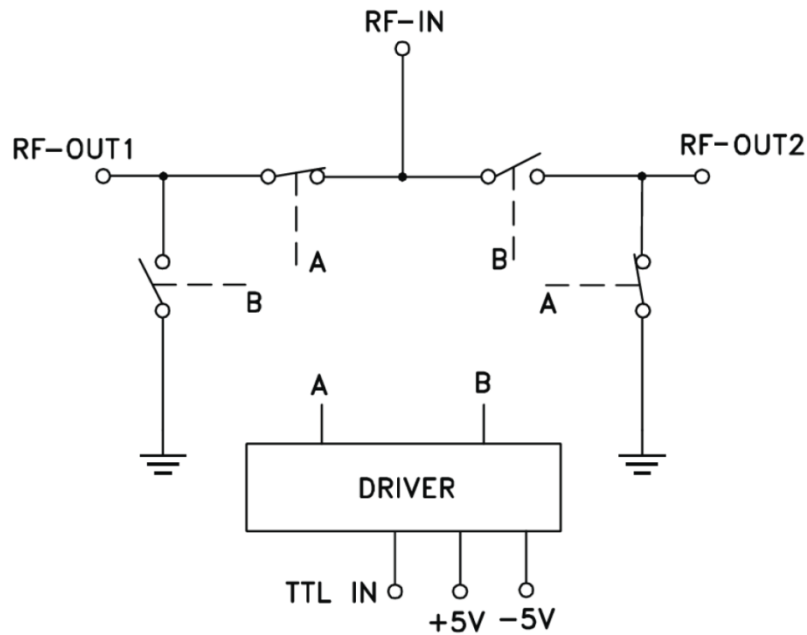 RF-IN
RF-OUT1
RF-OUT2
A
B
B
A
A
B
DRIVER
TTL IN
+5V
-5V